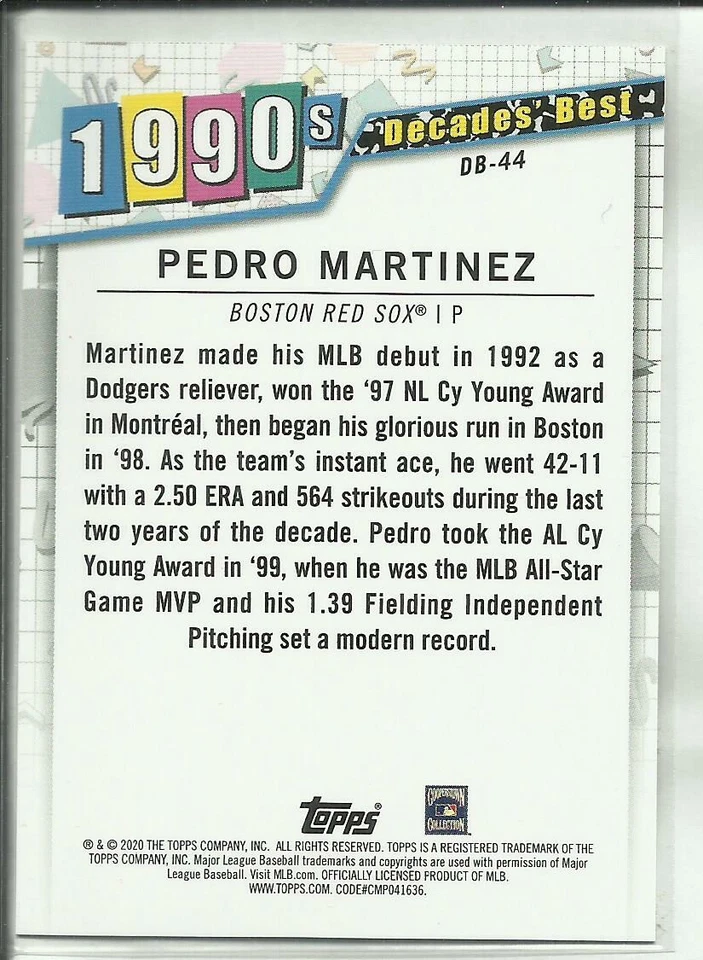 1990s
Decades' Best
DB-44
PEDRO MARTINEZ
BOSTON RED SOX® | P
Martinez made his MLB debut in 1992 as a
Dodgers reliever, won the '97 NL Cy Young Award
in Montréal, then began his glorious run in Boston
in '98. As the team's instant ace, he went 42-11
with a 2.50 ERA and 564 strikeouts during the last
two years of the decade. Pedro took the AL Cy
Young Award in '99, when he was the MLB All-Star
Game MVP and his 1.39 Fielding Independent
Pitching set a modern record.
Topps®
COOPERSTOWN
COLLECTION
® & © 2020 THE TOPPS COMPANY, INC. ALL RIGHTS RESERVED. TOPPS IS A REGISTERED TRADEMARK OF THE
TOPPS COMPANY, INC. Major League Baseball trademarks and copyrights are used with permission of Major
League Baseball. Visit MLB.com. OFFICIALLY LICENSED PRODUCT OF MLB.
WWW.TOPPS.COM. CODE#CMP041636.